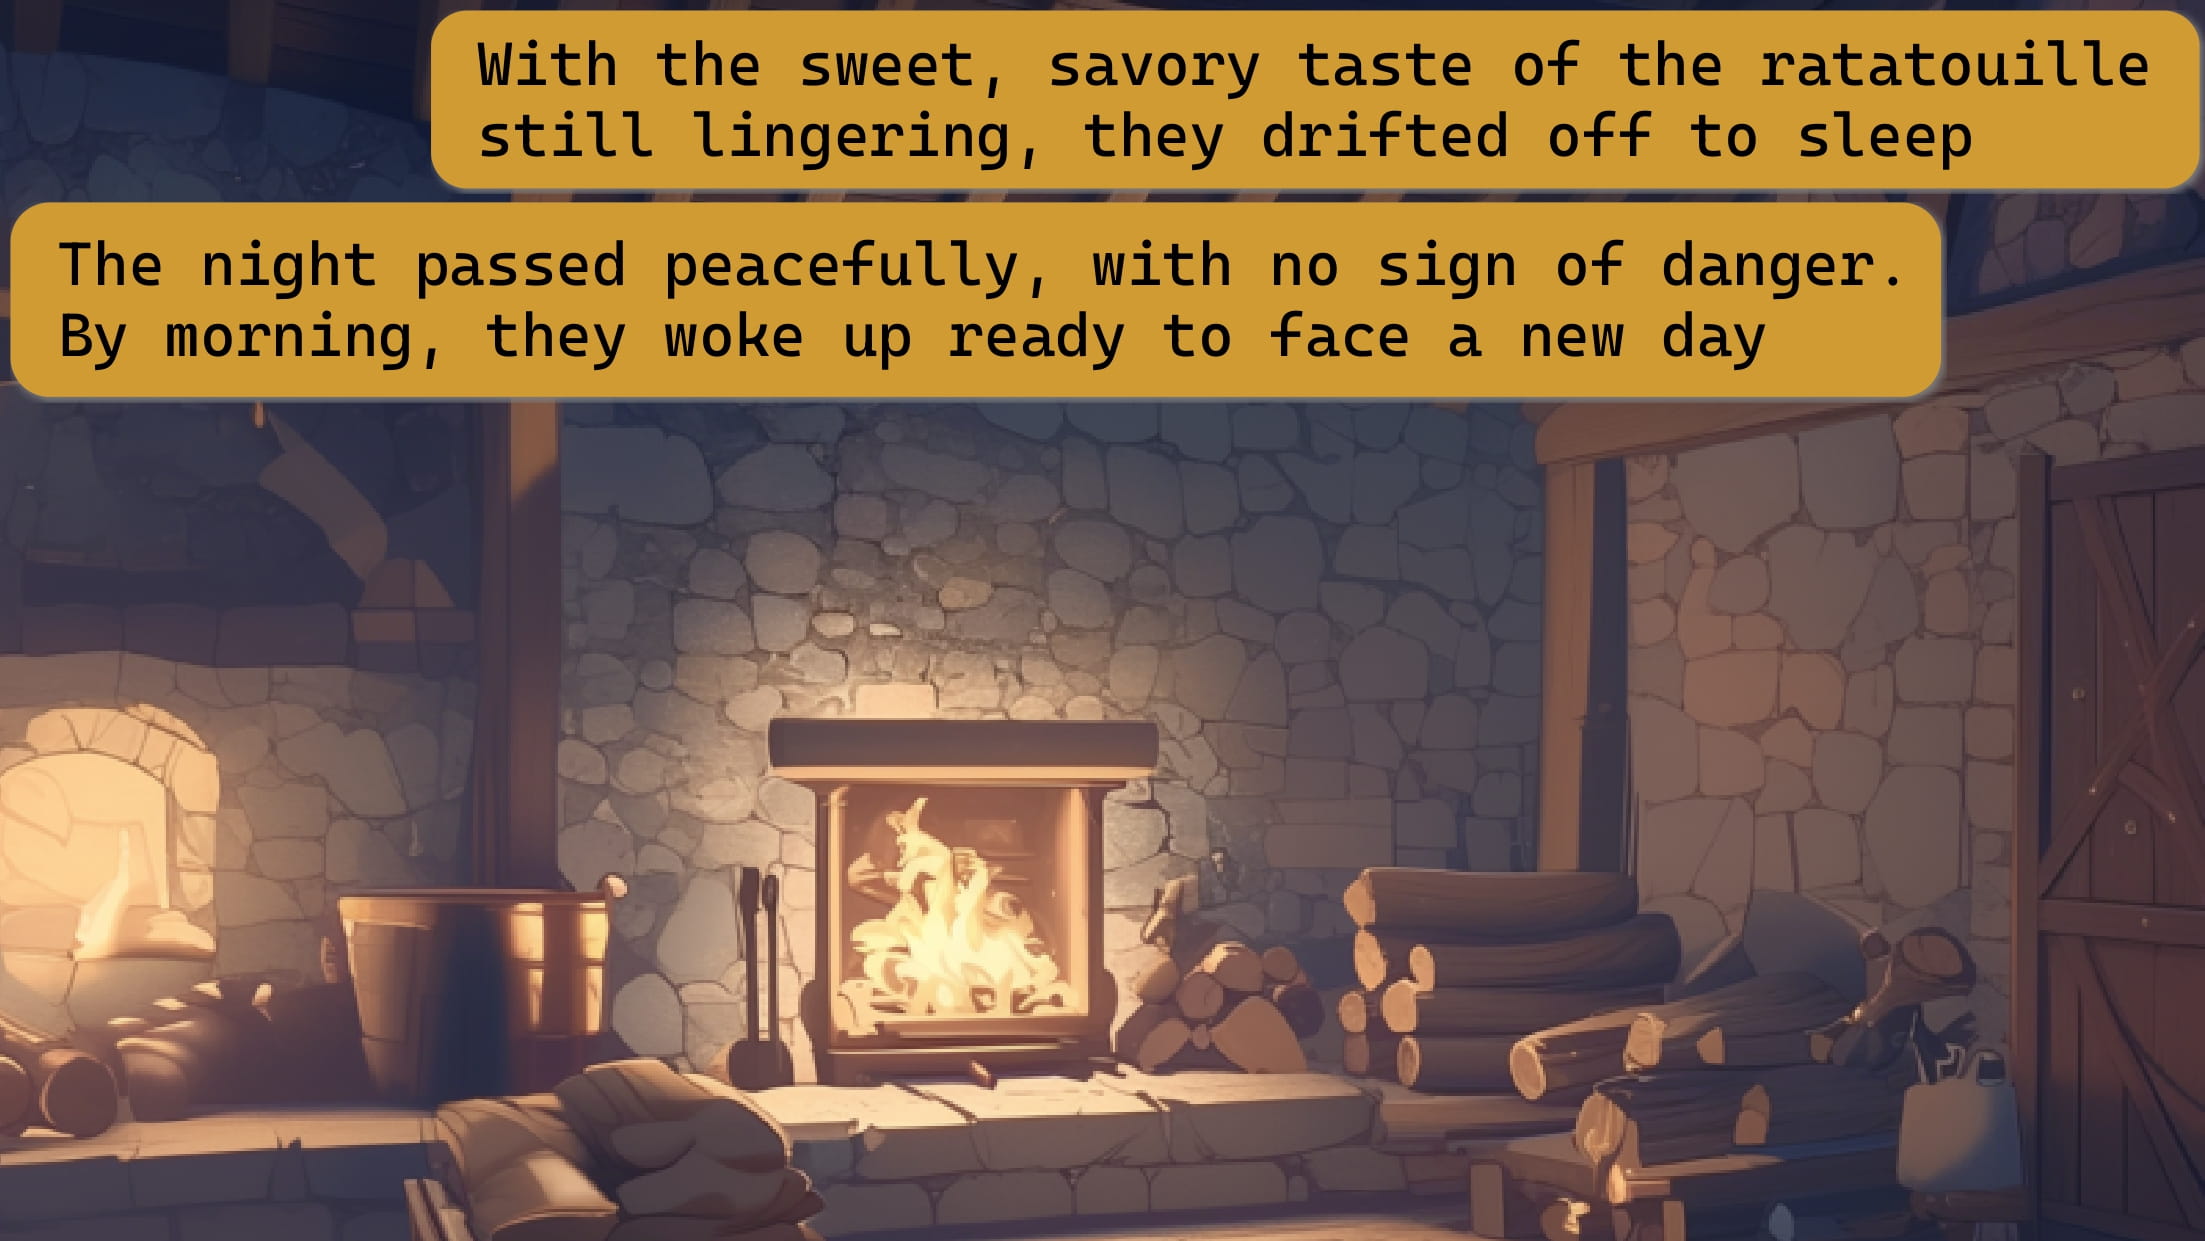 With the sweet, savory taste of the ratatouille
still lingering, they drifted off to sleep
The night passed peacefully, with no sign of danger.
By morning, they woke up ready to face a new day